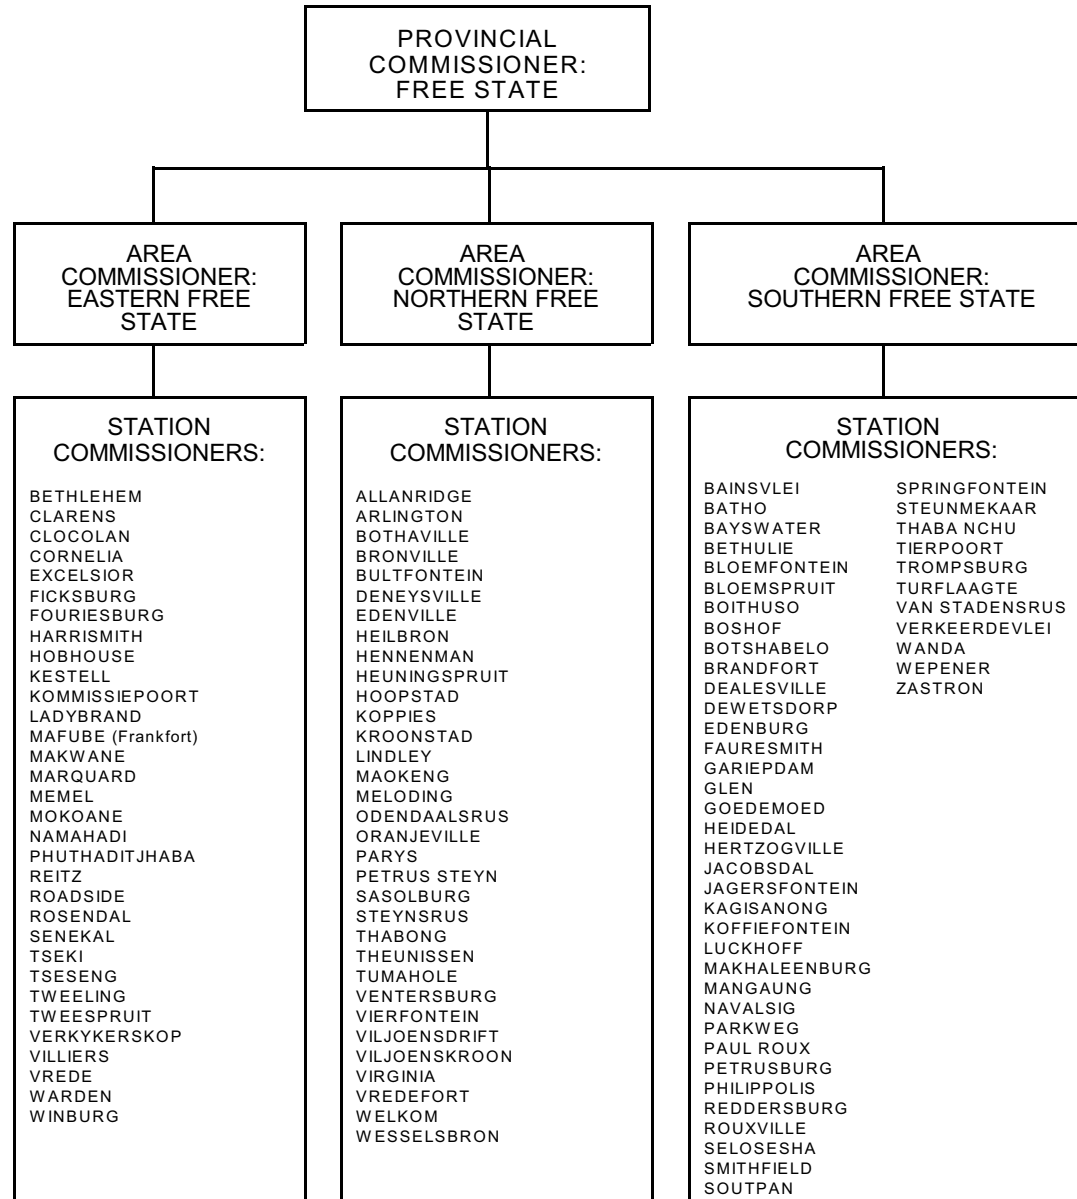 PROVINCIAL
COMMISSIONER:
FREE STATE
AREA
COMMISSIONER:
EASTERN FREE
STATE
AREA
COMMISSIONER:
NORTHERN FREE
STATE
AREA
COMMISSIONER:
SOUTHERN FREE STATE
STATION
COMMISSIONERS:
BETHLEHEM
CLARENS
CLOCOLAN
CORNELIA
EXCELSIOR
FICKSBURG
FOURIESBURG
HARRISMITH
HOBHOUSE
KESTELL
KOMMISSIEPOORT
LADYBRAND
MAFUBE (Frankfort)
MAKWANE
MARQUARD
MEMEL
MOKOANE
NAMAHADI
PHUTHADITJHABA
REITZ
ROADSIDE
ROSENDAL
SENEKAL
TSEKI
TSESENG
TWEELING
TWEESPRUIT
VERKYKERSKOP
VILLIERS
VREDE
WARDEN
WINBURG
STATION
COMMISSIONERS:
ALLANRIDGE
ARLINGTON
BOTHAVILLE
BRONVILLE
BULTFONTEIN
DENEYSVILLE
EDENVILLE
HEILBRON
HENNENMAN
HEUNINGSPRUIT
HOOPSTAD
KOPPIES
KROONSTAD
LINDLEY
MAOKENG
MELODING
ODENDAALSRUS
ORANJEVILLE
PARYS
PETRUS STEYN
SASOLBURG
STEYNSRUS
THABONG
THEUNISSEN
TUMAHOLE
VENTERSBURG
VIERFONTEIN
VILJOENSDRIFT
VILJOENSKROON
VIRGINIA
VREDEFORT
WELKOM
WESSELSBRON
STATION
COMMISSIONERS:
BAINSVLEI
BATHO
BAYSWATER
BETHULIE
BLOEMFONTEIN
BLOEMSPRUIT
BOITHUSO
BOSHOF
BOTSHABELO
BRANDFORT
DEALESVILLE
DEWETSDORP
EDENBURG
FAURESMITH
GARIEPDAM
GLEN
GOEDEMOED
HEIDEDAL
HERTZOGVILLE
JACOBSDAL
JAGERSFONTEIN
KAGISANONG
KOFFIEFONTEIN
LUCKHOFF
MAKHALEENBURG
MANGAUNG
NAVALSIG
PARKWEG
PAUL ROUX
PETRUSBURG
PHILIPPOLIS
REDDERSBURG
ROUXVILLE
SELOSESHA
SMITHFIELD
SOUTPAN
SPRINGFONTEIN
STEUNMEKAAR
THABA NCHU
TIERPOORT
TROMPSBURG
TURFLAAGTE
VAN STADENSRUS
VERKEERDEVLEI
WANDA
WEPENER
ZASTRON